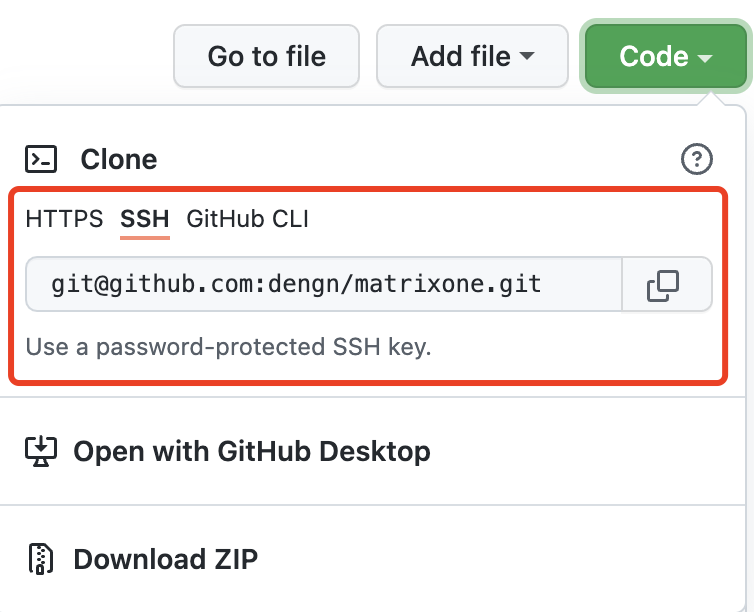 Go to file Add file Code
Clone
HTTPS SSH GitHub CLI
git@github.com:dengn/matrixone.git
Use a password-protected SSH key.
Open with GitHub Desktop
Download ZIP